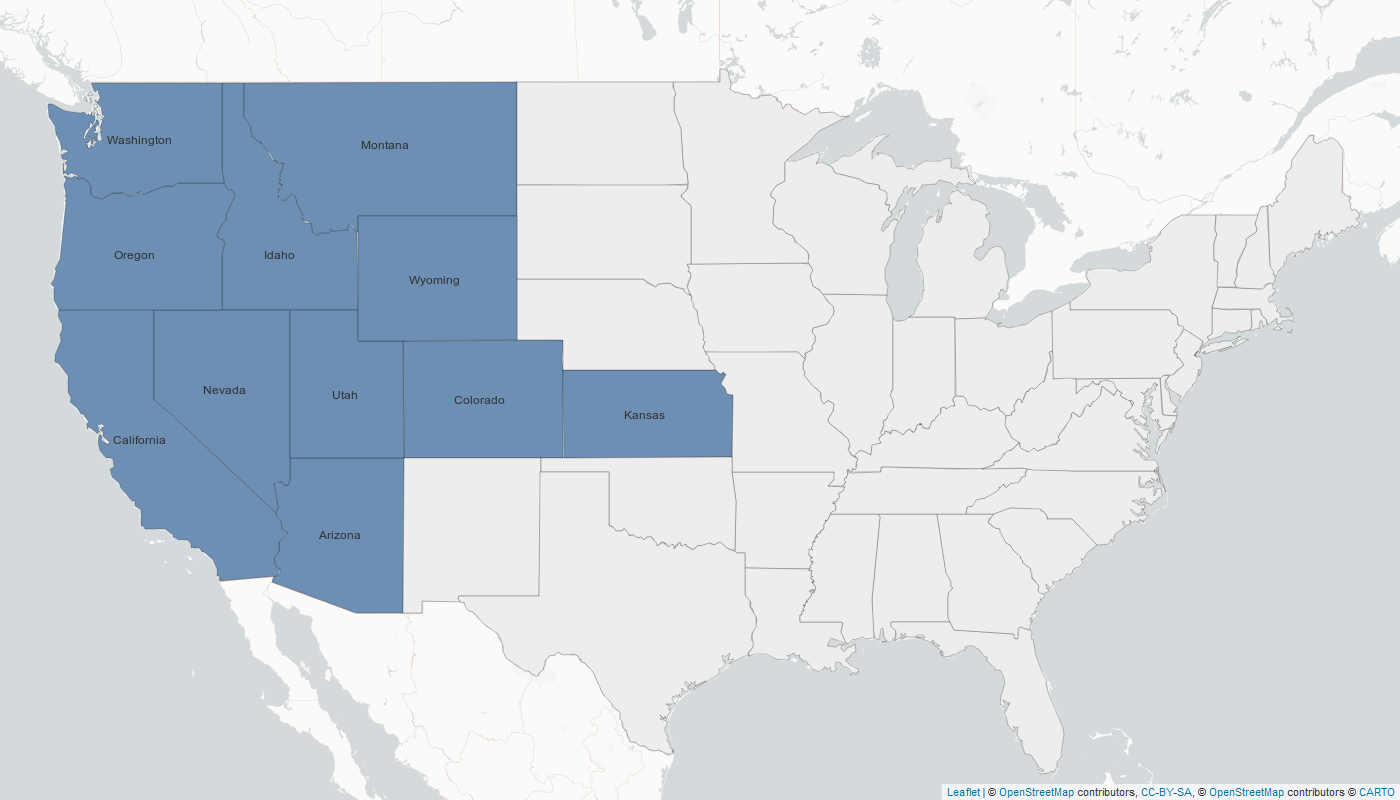 Washington
Montana
Oregon
Idaho
Wyoming
Nevada
Utah
Colorado
Kansas
California
Arizona
Leaflet | © OpenStreetMap contributors, CC-BY-SA, © OpenStreetMap contributors © CARTO